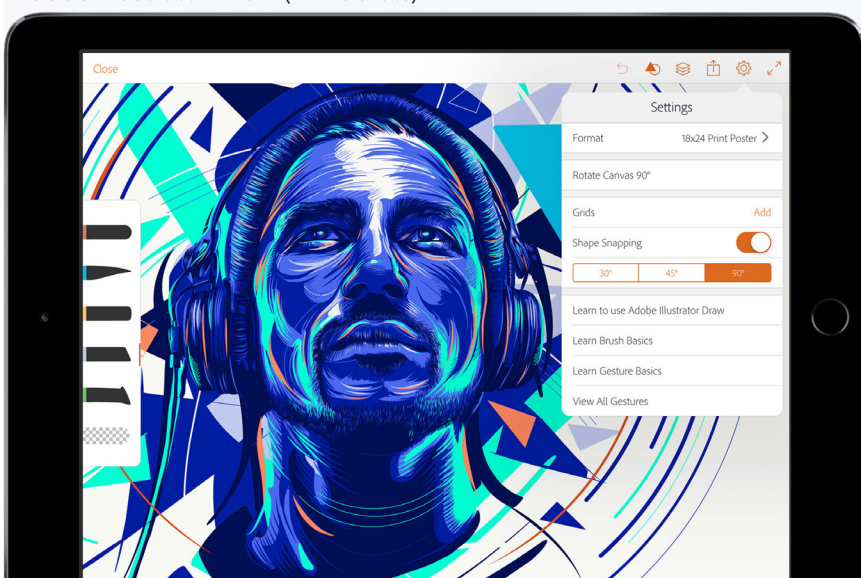 Close
Settings
Format 18x24 Print Poster
Rotate Canvas 90°
Grids Add
Shape Snapping
30° 45° 90°
Learn to use Adobe Illustrator Draw
Learn Brush Basics
Learn Gesture Basics
View All Gestures